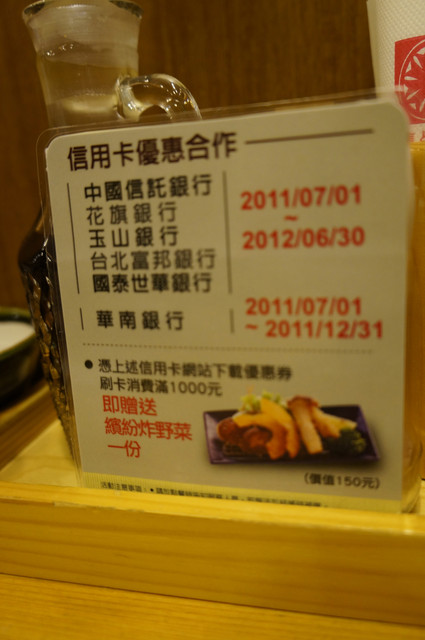 信用卡優惠合作
中國信託銀行
花旗銀行
玉山銀行
台北富邦銀行
國泰世華銀行
2011/07/01
~
2012/06/30
華南銀行
2011/07/01
~ 2011/12/31
● 憑上述信用卡網站下載優惠券
刷卡消費滿1000元
即贈送
繽紛炸野菜
一份
(價值150元)